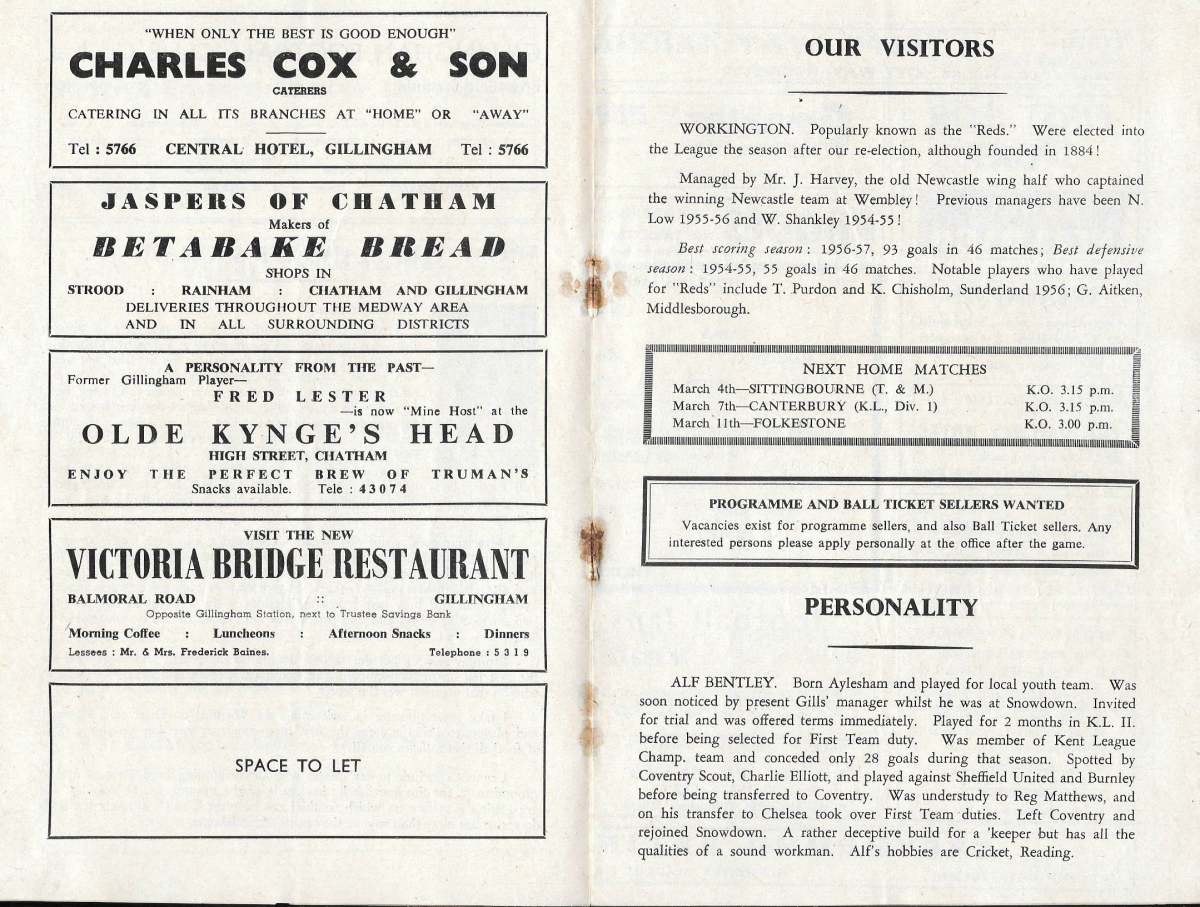 "WHEN ONLY THE BEST IS GOOD ENOUGH"
CHARLES COX & SON
CATERERS
CATERING IN ALL ITS BRANCHES AT "HOME" OR "AWAY"
Tel : 5766 CENTRAL HOTEL, GILLINGHAM Tel : 5766
JASPERS OF CHATHAM
Makers of
BETABAKE BREAD
SHOPS IN
STROOD : RAINHAM : CHATHAM AND GILLINGHAM
DELIVERIES THROUGHOUT THE MEDWAY AREA
AND IN ALL SURROUNDING DISTRICTS
A PERSONALITY FROM THE PAST—
Former Gillingham Player—
FRED LESTER
—is now "Mine Host" at the
OLDE KYNGE'S HEAD
HIGH STREET, CHATHAM
ENJOY THE PERFECT BREW OF TRUMAN'S
Snacks available. Tele : 43074
VISIT THE NEW
VICTORIA BRIDGE RESTAURANT
BALMORAL ROAD :: GILLINGHAM
Opposite Gillingham Station, next to Trustee Savings Bank
Morning Coffee : Luncheons : Afternoon Snacks : Dinners
Lessees : Mr. & Mrs. Frederick Baines. Telephone : 5319
SPACE TO LET
OUR VISITORS
WORKINGTON. Popularly known as the "Reds." Were elected into
the League the season after our re-election, although founded in 1884!
Managed by Mr. J. Harvey, the old Newcastle wing half who captained
the winning Newcastle team at Wembley! Previous managers have been N.
Low 1955-56 and W. Shankley 1954-55!
Best scoring season: 1956-57, 93 goals in 46 matches; Best defensive
season: 1954-55, 55 goals in 46 matches. Notable players who have played
for "Reds" include T. Purdon and K. Chisholm, Sunderland 1956; G. Aitken,
Middlesborough.
NEXT HOME MATCHES
March 4th—SITTINGBOURNE (T. & M.) K.O. 3.15 p.m.
March 7th—CANTERBURY (K.L., Div. 1) K.O. 3.15 p.m.
March 11th—FOLKESTONE K.O. 3.00 p.m.
PROGRAMME AND BALL TICKET SELLERS WANTED
Vacancies exist for programme sellers, and also Ball Ticket sellers. Any
interested persons please apply personally at the office after the game.
PERSONALITY
ALF BENTLEY. Born Aylesham and played for local youth team. Was
soon noticed by present Gills' manager whilst he was at Snowdown. Invited
for trial and was offered terms immediately. Played for 2 months in K.L. II.
before being selected for First Team duty. Was member of Kent League
Champ. team and conceded only 28 goals during that season. Spotted by
Coventry Scout, Charlie Elliott, and played against Sheffield United and Burnley
before being transferred to Coventry. Was understudy to Reg Matthews, and
on his transfer to Chelsea took over First Team duties. Left Coventry and
rejoined Snowdown. A rather deceptive build for a 'keeper but has all the
qualities of a sound workman. Alf's hobbies are Cricket, Reading.